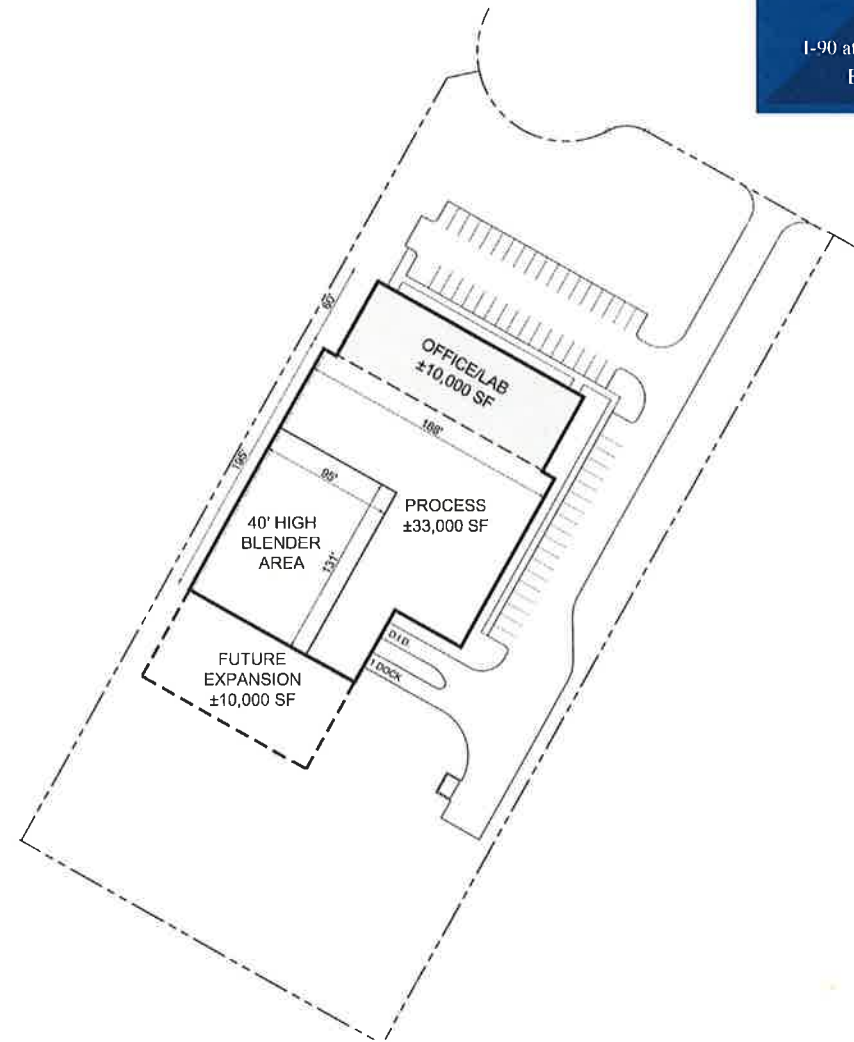 I-90 at
60'
OFFICE/LAB
±10,000 SF
188'
195'
95'
PROCESS
±33,000 SF
40' HIGH
BLENDER
AREA
131'
D.I.D.
1 DOCK
FUTURE
EXPANSION
±10,000 SF